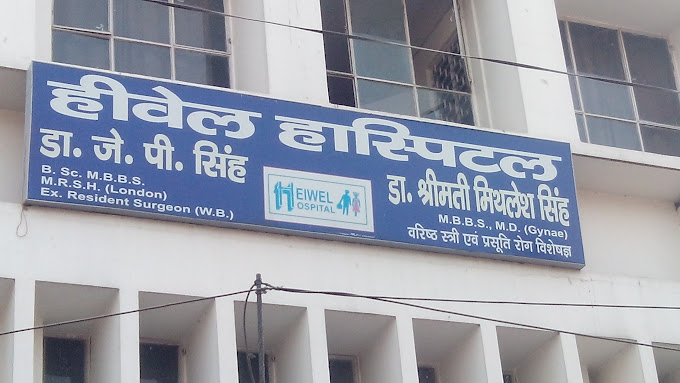 हीवेल हास्पिटल
डा. जे. पी. सिंह
B. Sc. M.B.B.S.
M.R.S.H. (London)
Ex. Resident Surgeon (W.B.)
HEIWEL
HOSPITAL
डा. श्रीमती मिथलेश सिंह
M.B.B.S., M.D. (Gynae)
वरिष्ठ स्त्री एवं प्रसूति रोग विशेषज्ञ